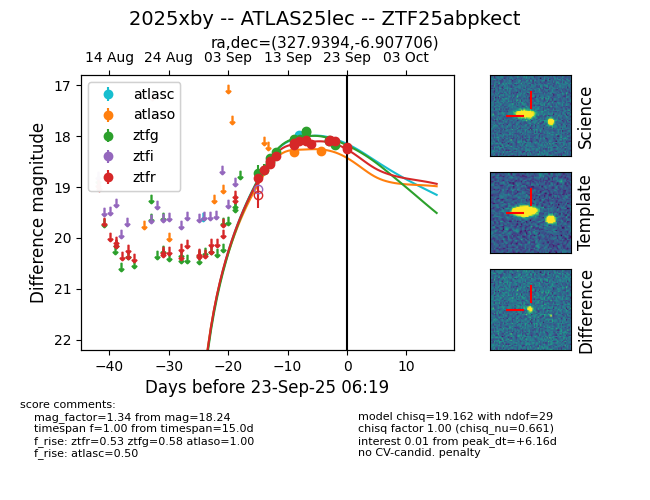 2025xby -- ATLAS25lec -- ZTF25abpkect
ra,dec=(327.9394,-6.907706)
14 Aug 24 Aug 03 Sep 13 Sep 23 Sep 03 Oct
17
18
19
20
21
22
Difference magnitude
atlasc
atlaso
ztfg
ztfi
ztfr
−40 −30 −20 −10 0 10
Days before 23-Sep-25 06:19
Science
Template
Difference
score comments:
mag_factor=1.34 from mag=18.24
timespan f=1.00 from timespan=15.0d
f_rise: ztfr=0.53 ztfg=0.58 atlaso=1.00
f_rise: atlasc=0.50
model chisq=19.162 with ndof=29
chisq factor 1.00 (chisq_nu=0.661)
interest 0.01 from peak_dt=+6.16d
no CV-candid. penalty